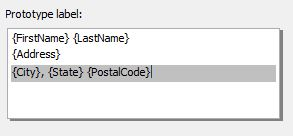 Prototype label:
{FirstName} {LastName}
{Address}
{City}, {State} {PostalCode}